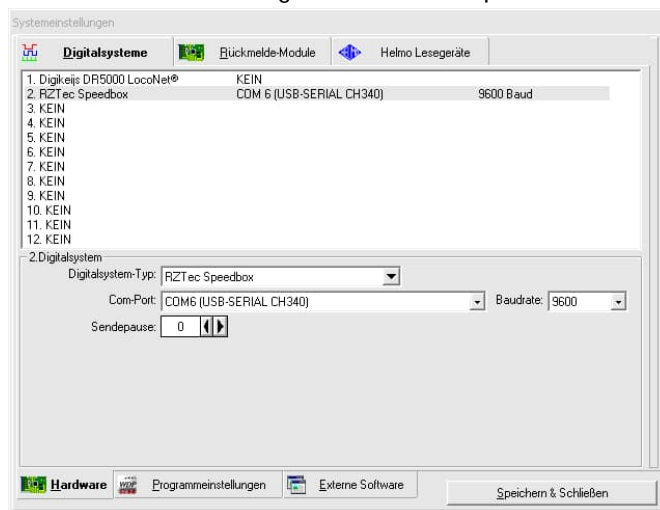 Systemeinstellungen
Digitalsysteme Rückmelde-Module Helmo Lesegeräte
1. Digikeijs DR5000 LocoNet® KEIN
2. RZTec Speedbox COM 6 (USB-SERIAL CH340) 9600 Baud
3. KEIN
4. KEIN
5. KEIN
6. KEIN
7. KEIN
8. KEIN
9. KEIN
10. KEIN
11. KEIN
12. KEIN
2.Digitalsystem
Digitalsystem-Typ: RZTec Speedbox
Com-Port: COM6 (USB-SERIAL CH340) Baudrate: 9600
Sendepause: 0
Hardware WDP Programmeinstellungen Externe Software Speichern & Schließen